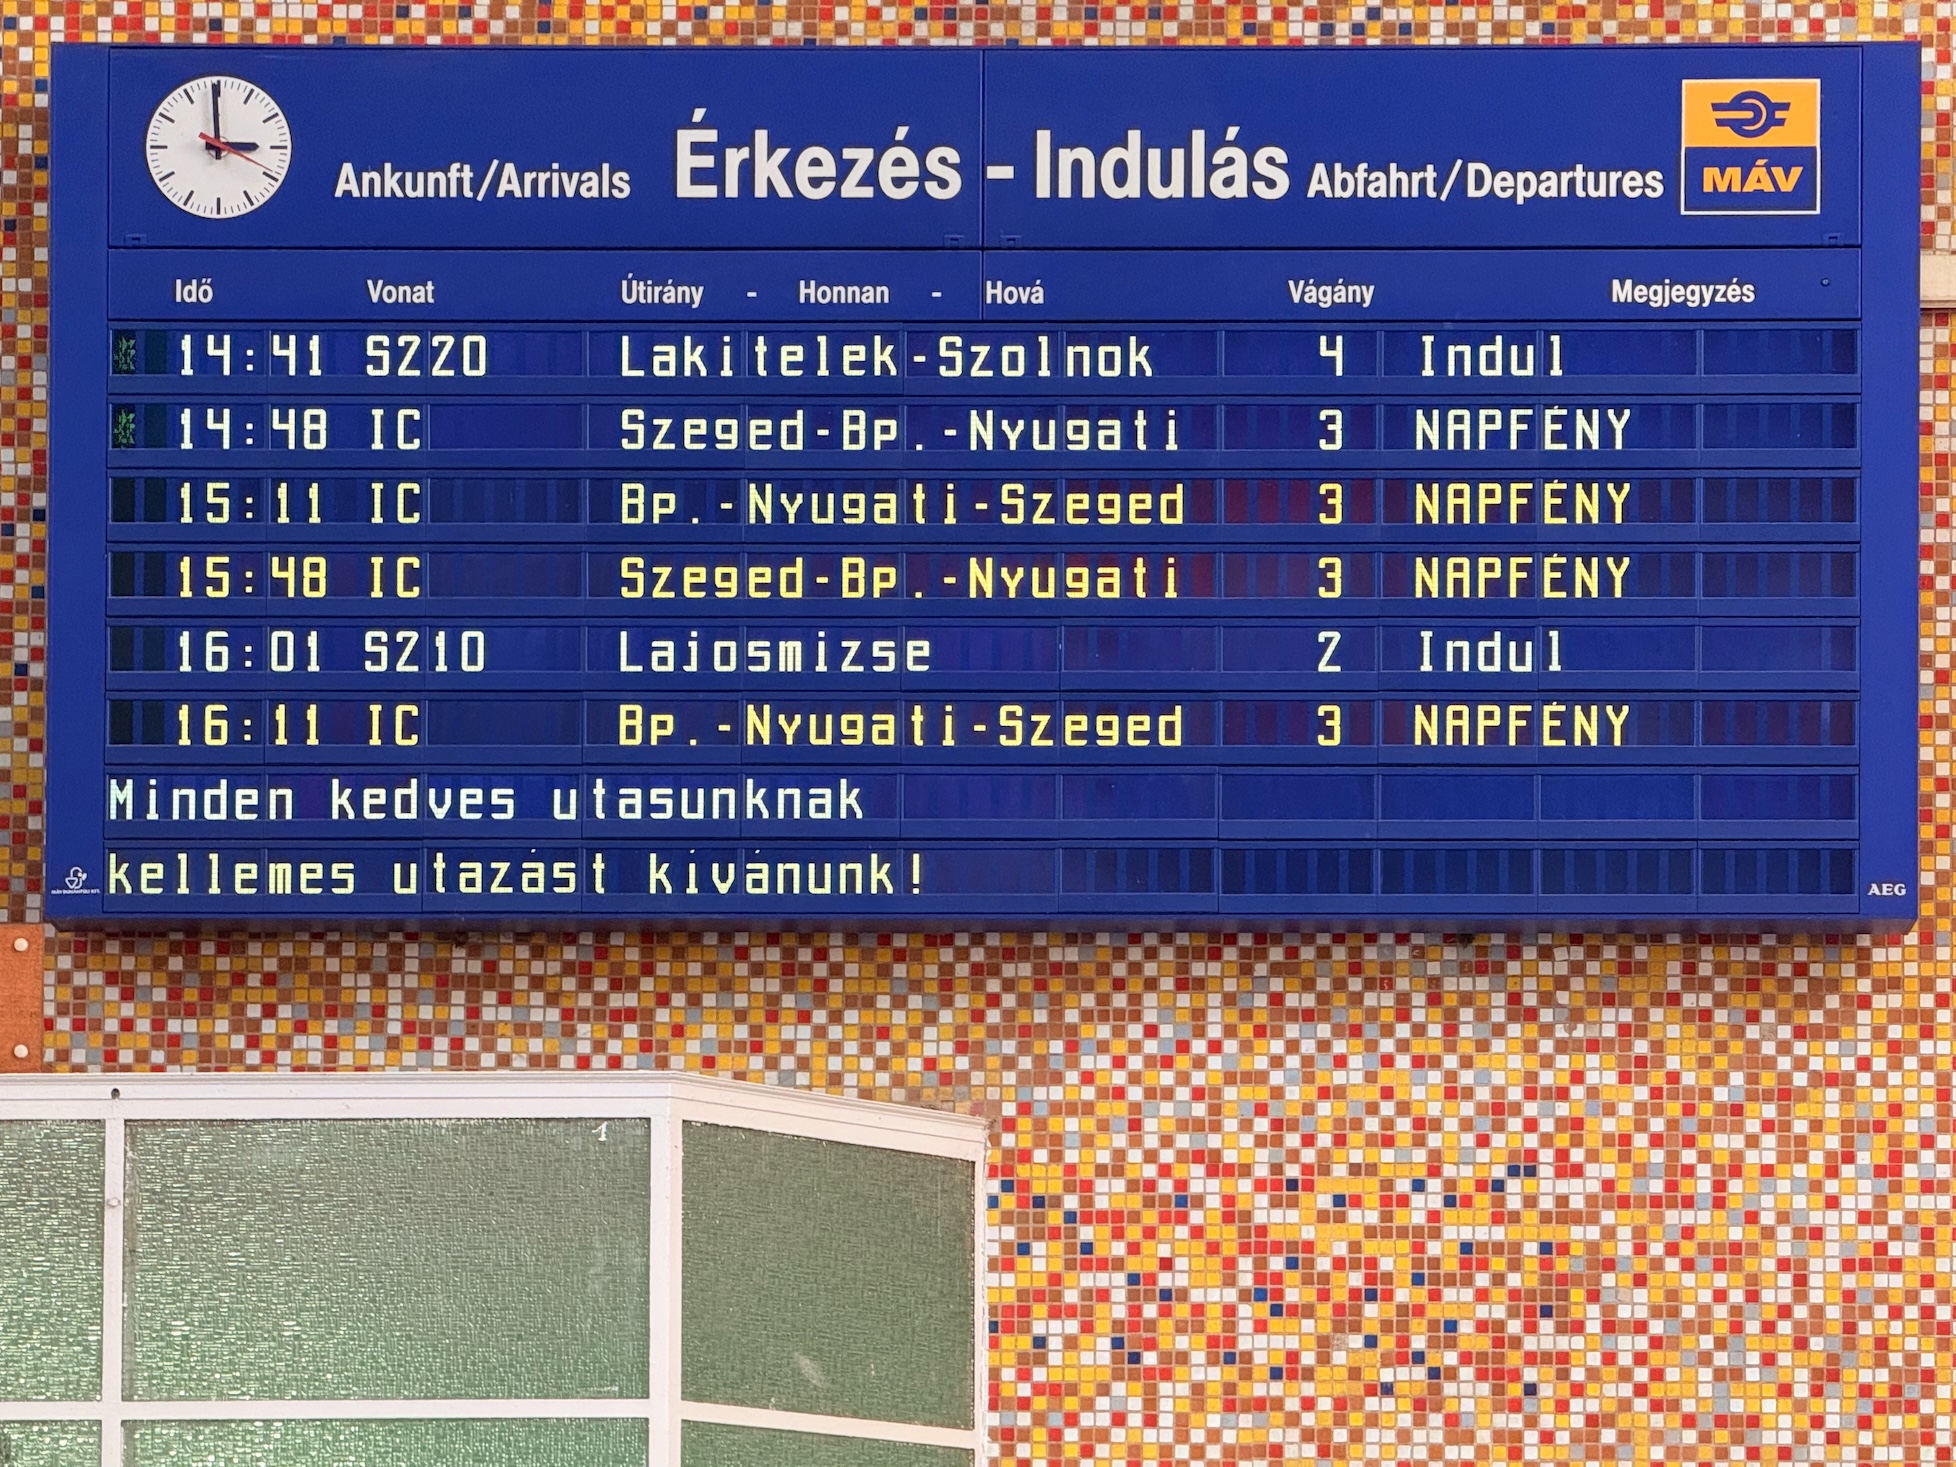 Ankunft/Arrivals Érkezés - Indulás Abfahrt/Departures MÁV
Idő Vonat Útirány - Honnan - Hová Vágány Megjegyzés
14:41 S220 Lakitelek-Szolnok 4 Indul
14:48 IC Szeged-Bp.-Nyugati 3 NAPFÉNY
15:11 IC Bp.-Nyugati-Szeged 3 NAPFÉNY
15:48 IC Szeged-Bp.-Nyugati 3 NAPFÉNY
16:01 S210 Lajosmizse 2 Indul
16:11 IC Bp.-Nyugati-Szeged 3 NAPFÉNY
Minden kedves utasunknak
kellemes utazást kívánunk!
AEG
1